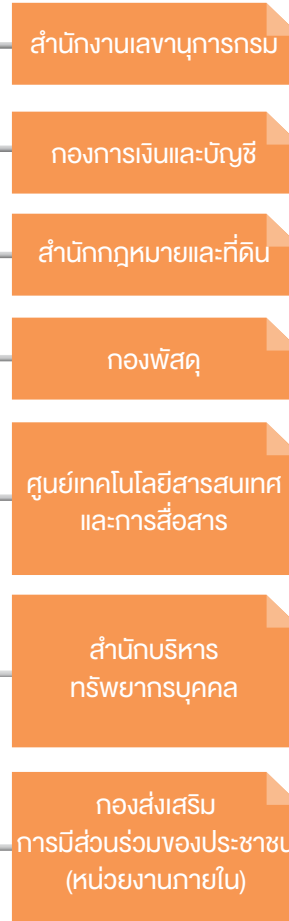 สำนักงานเลขานุการกรม
กองการเงินและบัญชี
สำนักกฎหมายและที่ดิน
กองพัสดุ
ศูนย์เทคโนโลยีสารสนเทศ
และการสื่อสาร
สำนักบริหาร
ทรัพยากรบุคคล
กองส่งเสริม
การมีส่วนร่วมของประชาชน
(หน่วยงานภายใน)